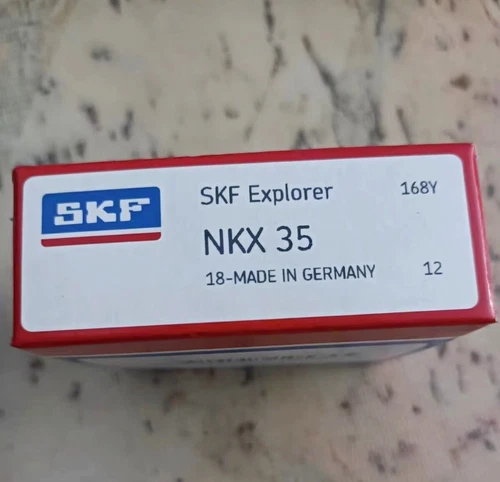 SKF
SKF Explorer
168Y
NKX 35
18-MADE IN GERMANY
12